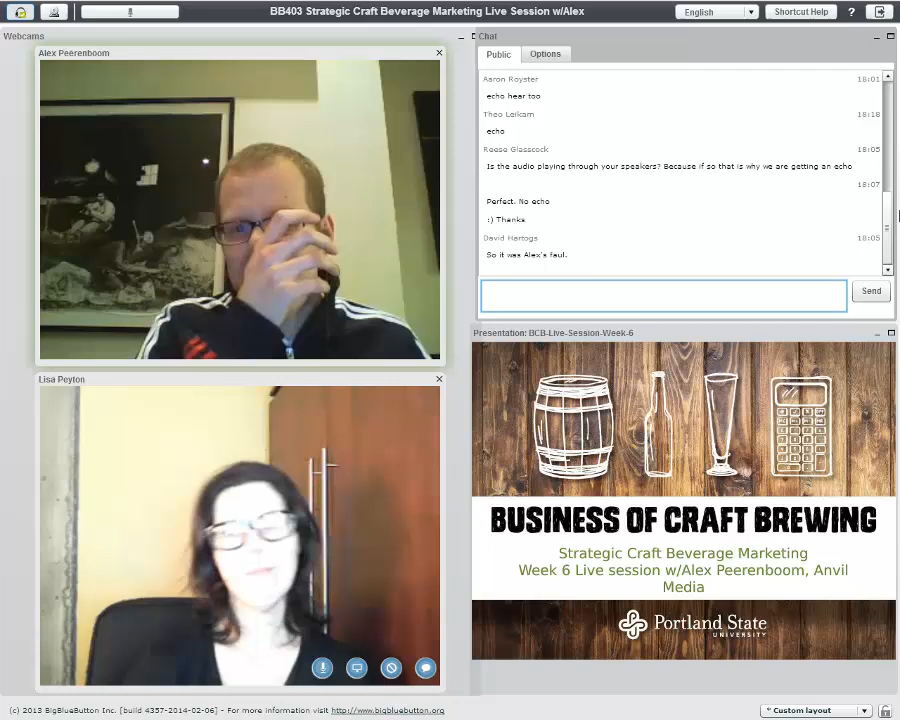 BB403 Strategic Craft Beverage Marketing Live Session w/Alex
English
Shortcut Help
?
Webcams
Alex Peerenboom
Lisa Peyton
Chat
Public
Options
Aaron Royster 18:01
echo hear too
Theo Leikam 18:18
echo
Reese Glasscock 18:05
Is the audio playing through your speakers? Because if so that is why we are getting an echo
18:07
Perfect. No echo
:) Thanks
David Hartogs 18:05
So it was Alex's faul.
Send
Presentation: BCB-Live-Session-Week-6
BUSINESS OF CRAFT BREWING
Strategic Craft Beverage Marketing
Week 6 Live session w/Alex Peerenboom, Anvil
Media
Portland State
UNIVERSITY
(c) 2013 BigBlueButton Inc. [build 4357-2014-02-06] - For more information visit http://www.bigbluebutton.org
* Custom layout